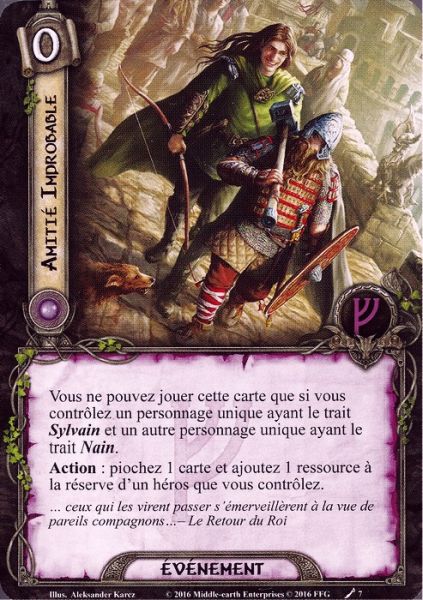 0
AMITIÉ IMPROBABLE
Vous ne pouvez jouer cette carte que si vous
contrôlez un personnage unique ayant le trait
Sylvain et un autre personnage unique ayant le
trait Nain.
Action : piochez 1 carte et ajoutez 1 ressource à
la réserve d'un héros que vous contrôlez.
… ceux qui les virent passer s'émerveillèrent à la vue de
pareils compagnons…– Le Retour du Roi
ÉVÉNEMENT
Illus. Aleksander Karcz © 2016 Middle-earth Enterprises © 2016 FFG 7